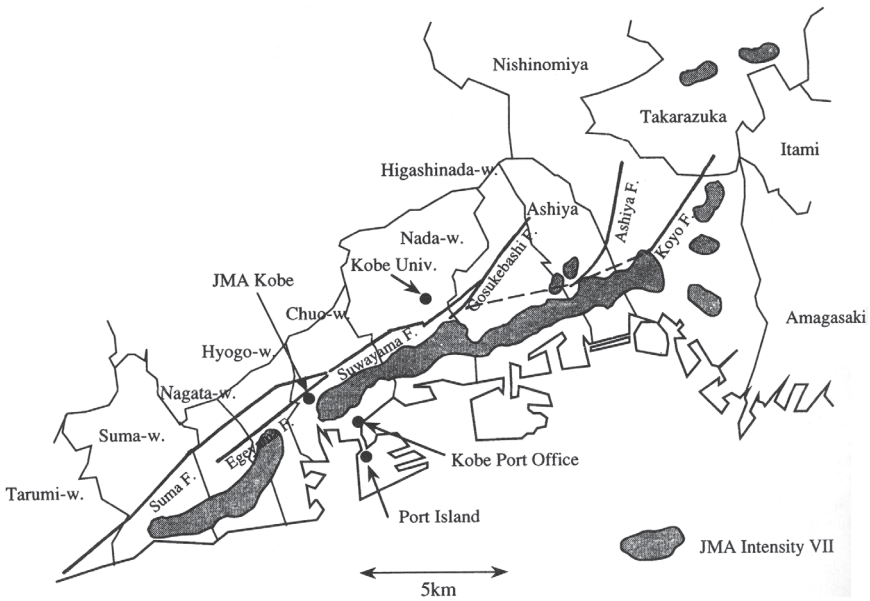 Nishinomiya
Takarazuka
Itami
Higashinada-w.
Ashiya
Ashiya F.
Nada-w.
Gosukebashi F.
Koyo F.
Kobe Univ.
JMA Kobe
Chuo-w.
Amagasaki
Hyogo-w.
Suwayama F.
Nagata-w.
Suma-w.
Kobe Port Office
Suma F.
Tarumi-w.
Port Island
JMA Intensity VII
5km